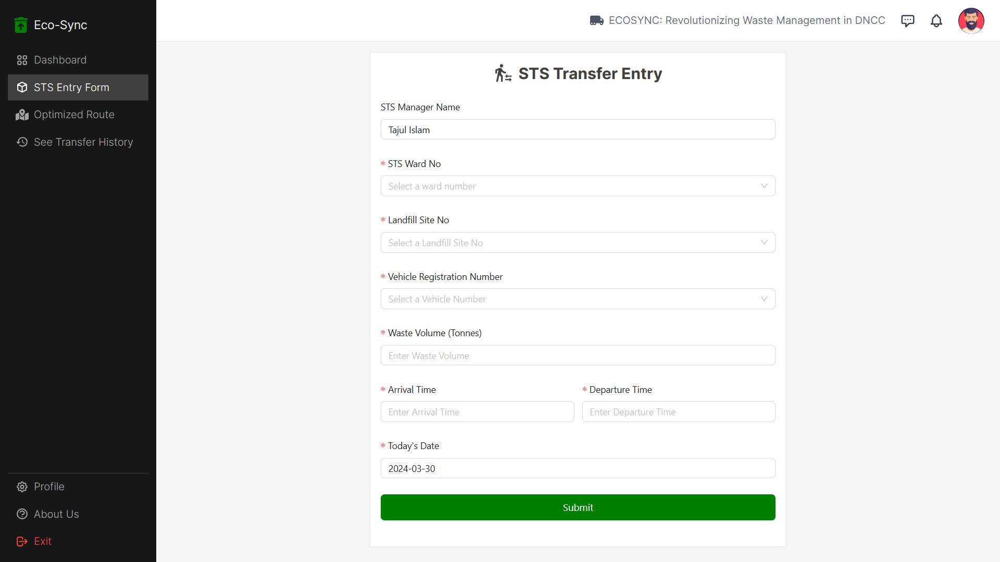 Eco-Sync
Dashboard
STS Entry Form
Optimized Route
See Transfer History
Profile
About Us
Exit
ECOSYNC: Revolutionizing Waste Management in DNCC
STS Transfer Entry
STS Manager Name
Tajul Islam
* STS Ward No
Select a ward number
* Landfill Site No
Select a Landfill Site No
* Vehicle Registration Number
Select a Vehicle Number
* Waste Volume (Tonnes)
Enter Waste Volume
* Arrival Time * Departure Time
Enter Arrival Time Enter Departure Time
* Today's Date
2024-03-30
Submit